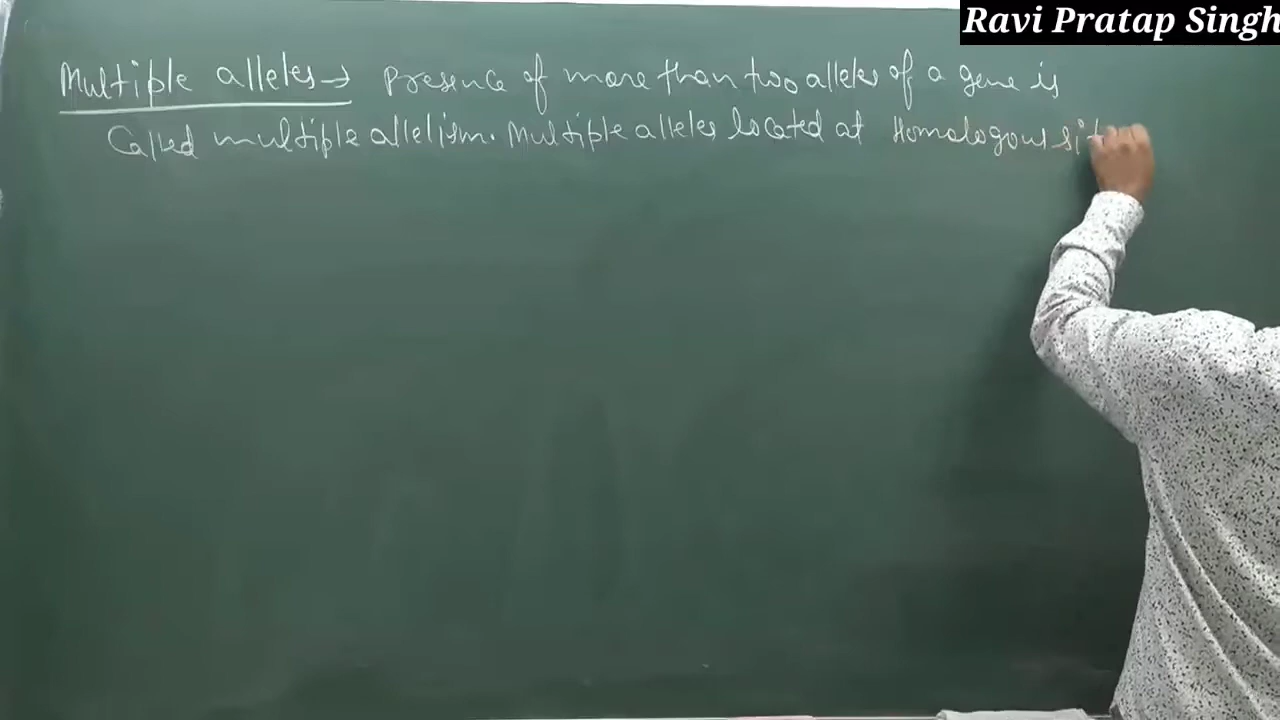 Ravi Pratap Singh
Multiple alleles → Presence of more than two alleles of a gene is
Called multiple allelism. Multiple alleles located at Homologous sit